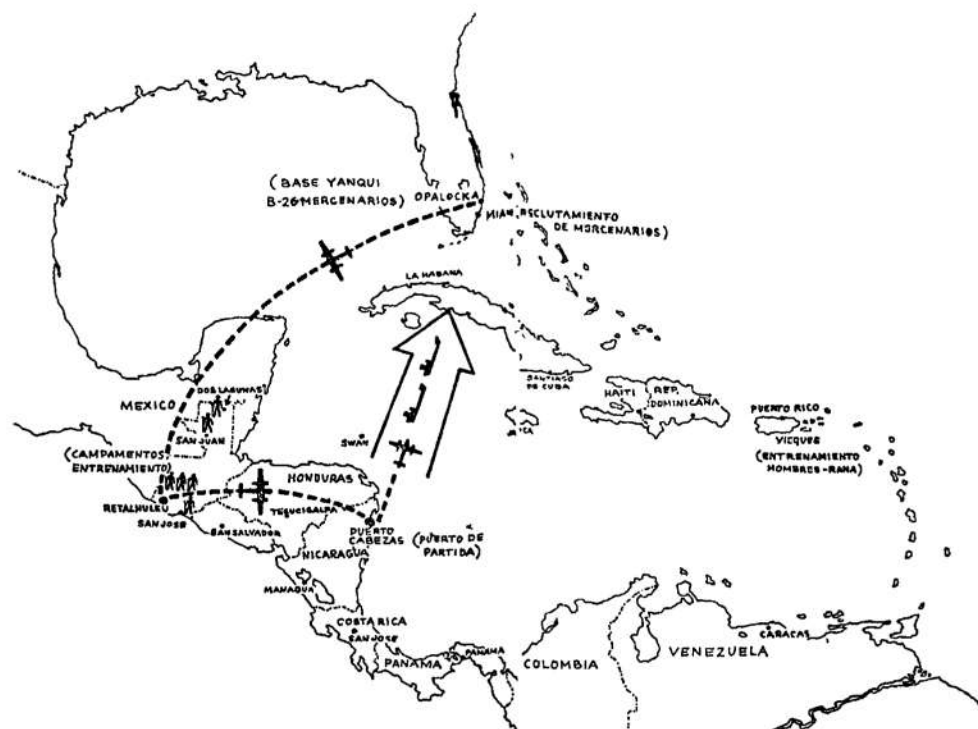 (BASE YANQUI
B-26 MERCENARIOS)
OPALOCKA
MIAMI RECLUTAMIENTO
DE MERCENARIOS)
LA HABANA
SANTIAGO
DE CUBA
HAITI
REP.
DOMINICANA
PUERTO RICO
VIEQUES
(ENTRENAMIENTO
HOMBRES-RANA)
MEXICO
DOS LAGUNAS
SAN JUAN
(CAMPAMENTOS
ENTRENAMIENTO)
SWAN
HONDURAS
TEGUCIGALPA
RETALHULEU
SAN JOSE
SAN SALVADOR
PUERTO
CABEZAS
(PUERTO DE
PARTIDA)
NICARAGUA
MANAGUA
COSTA RICA
SAN JOSE
PANAMA
PANAMA
COLOMBIA
VENEZUELA
CARACAS